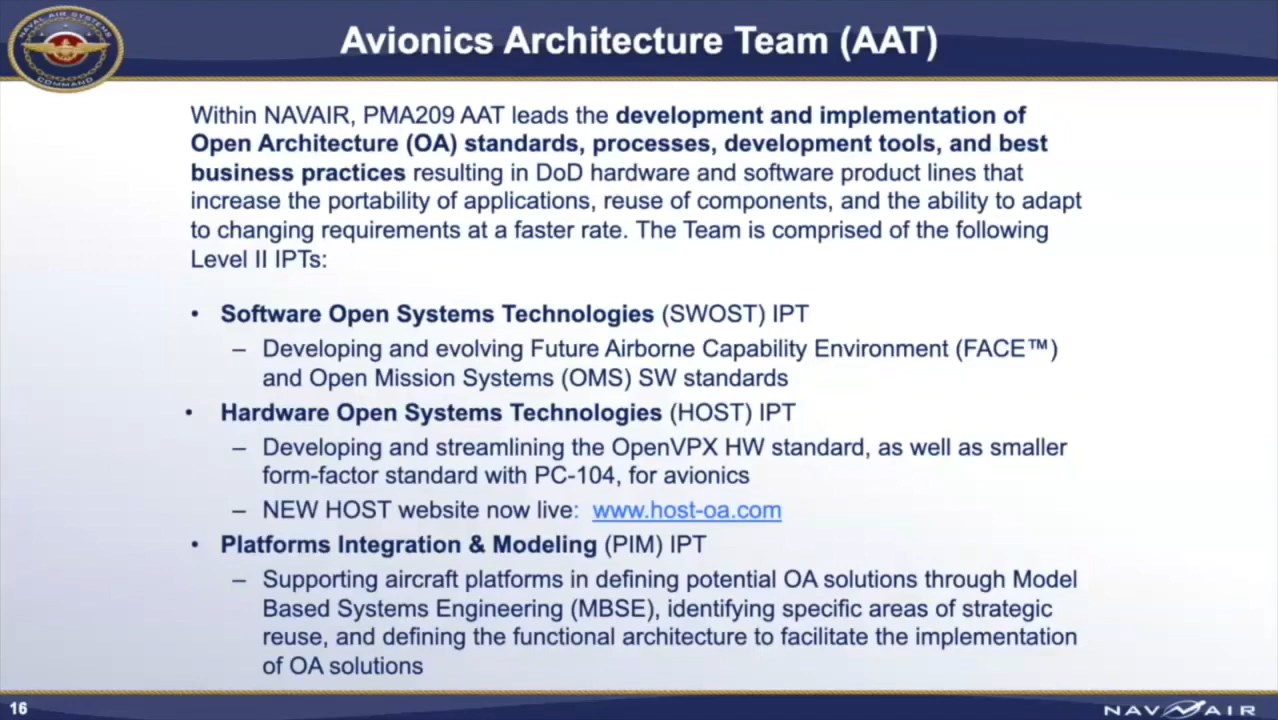 NAVAL AIR SYSTEMS
COMMAND
Avionics Architecture Team (AAT)
Within NAVAIR, PMA209 AAT leads the development and implementation of
Open Architecture (OA) standards, processes, development tools, and best
business practices resulting in DoD hardware and software product lines that
increase the portability of applications, reuse of components, and the ability to adapt
to changing requirements at a faster rate. The Team is comprised of the following
Level II IPTs:
• Software Open Systems Technologies (SWOST) IPT
– Developing and evolving Future Airborne Capability Environment (FACE™)
and Open Mission Systems (OMS) SW standards
• Hardware Open Systems Technologies (HOST) IPT
– Developing and streamlining the OpenVPX HW standard, as well as smaller
form-factor standard with PC-104, for avionics
– NEW HOST website now live: www.host-oa.com
• Platforms Integration & Modeling (PIM) IPT
– Supporting aircraft platforms in defining potential OA solutions through Model
Based Systems Engineering (MBSE), identifying specific areas of strategic
reuse, and defining the functional architecture to facilitate the implementation
of OA solutions
16
NAVAIR